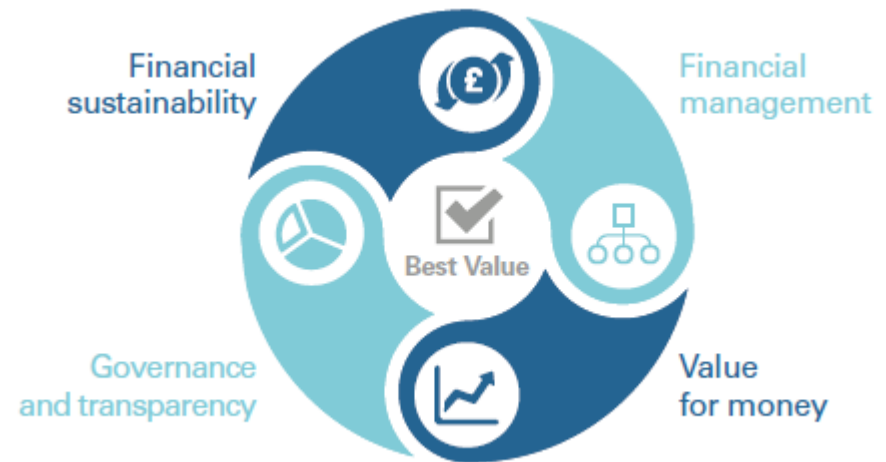 Financial
sustainability
Financial
management
£
Best Value
Governance
and transparency
Value
for money